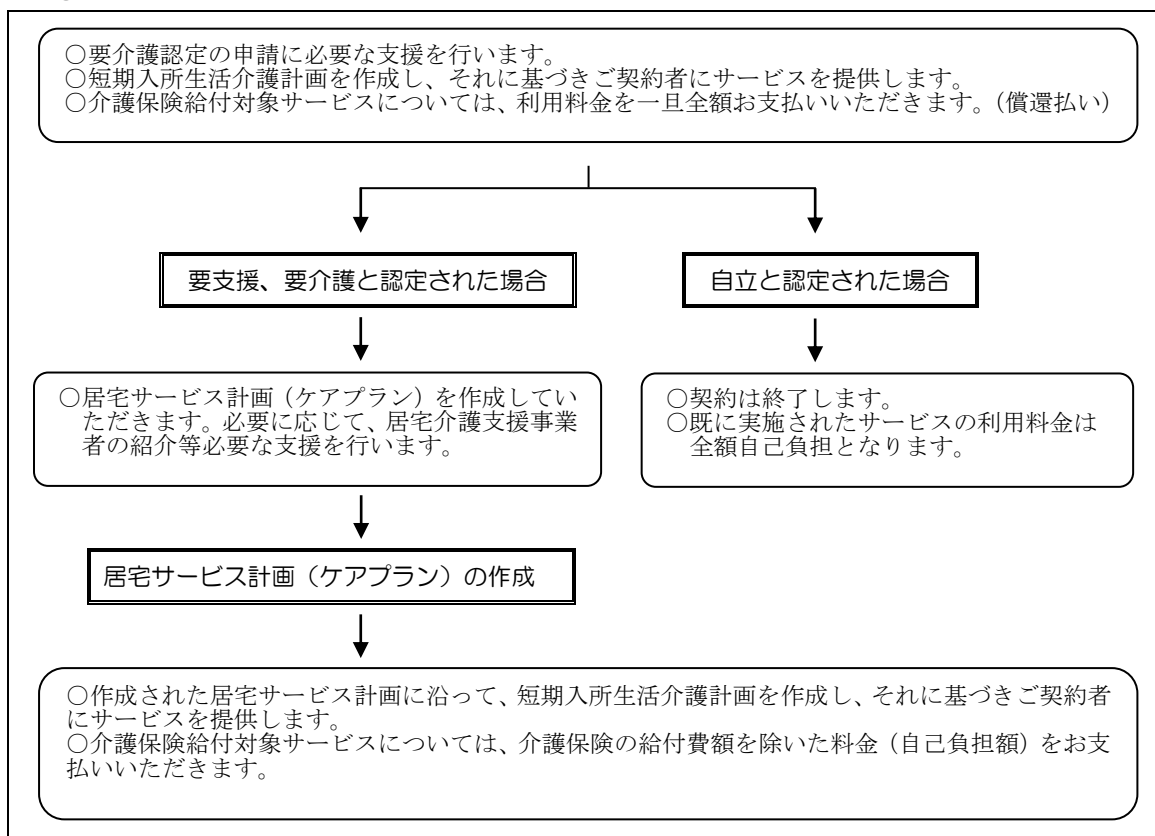 ○要介護認定の申請に必要な支援を行います。
○短期入所生活介護計画を作成し、それに基づきご契約者にサービスを提供します。
○介護保険給付対象サービスについては、利用料金を一旦全額お支払いいただきます。（償還払い）
要支援、要介護と認定された場合
自立と認定された場合
○居宅サービス計画（ケアプラン）を作成してい
ただきます。必要に応じて、居宅介護支援事業
者の紹介等必要な支援を行います。
○契約は終了します。
○既に実施されたサービスの利用料金は
全額自己負担となります。
居宅サービス計画（ケアプラン）の作成
○作成された居宅サービス計画に沿って、短期入所生活介護計画を作成し、それに基づきご契約者
にサービスを提供します。
○介護保険給付対象サービスについては、介護保険の給付費額を除いた料金（自己負担額）をお支
払いいただきます。